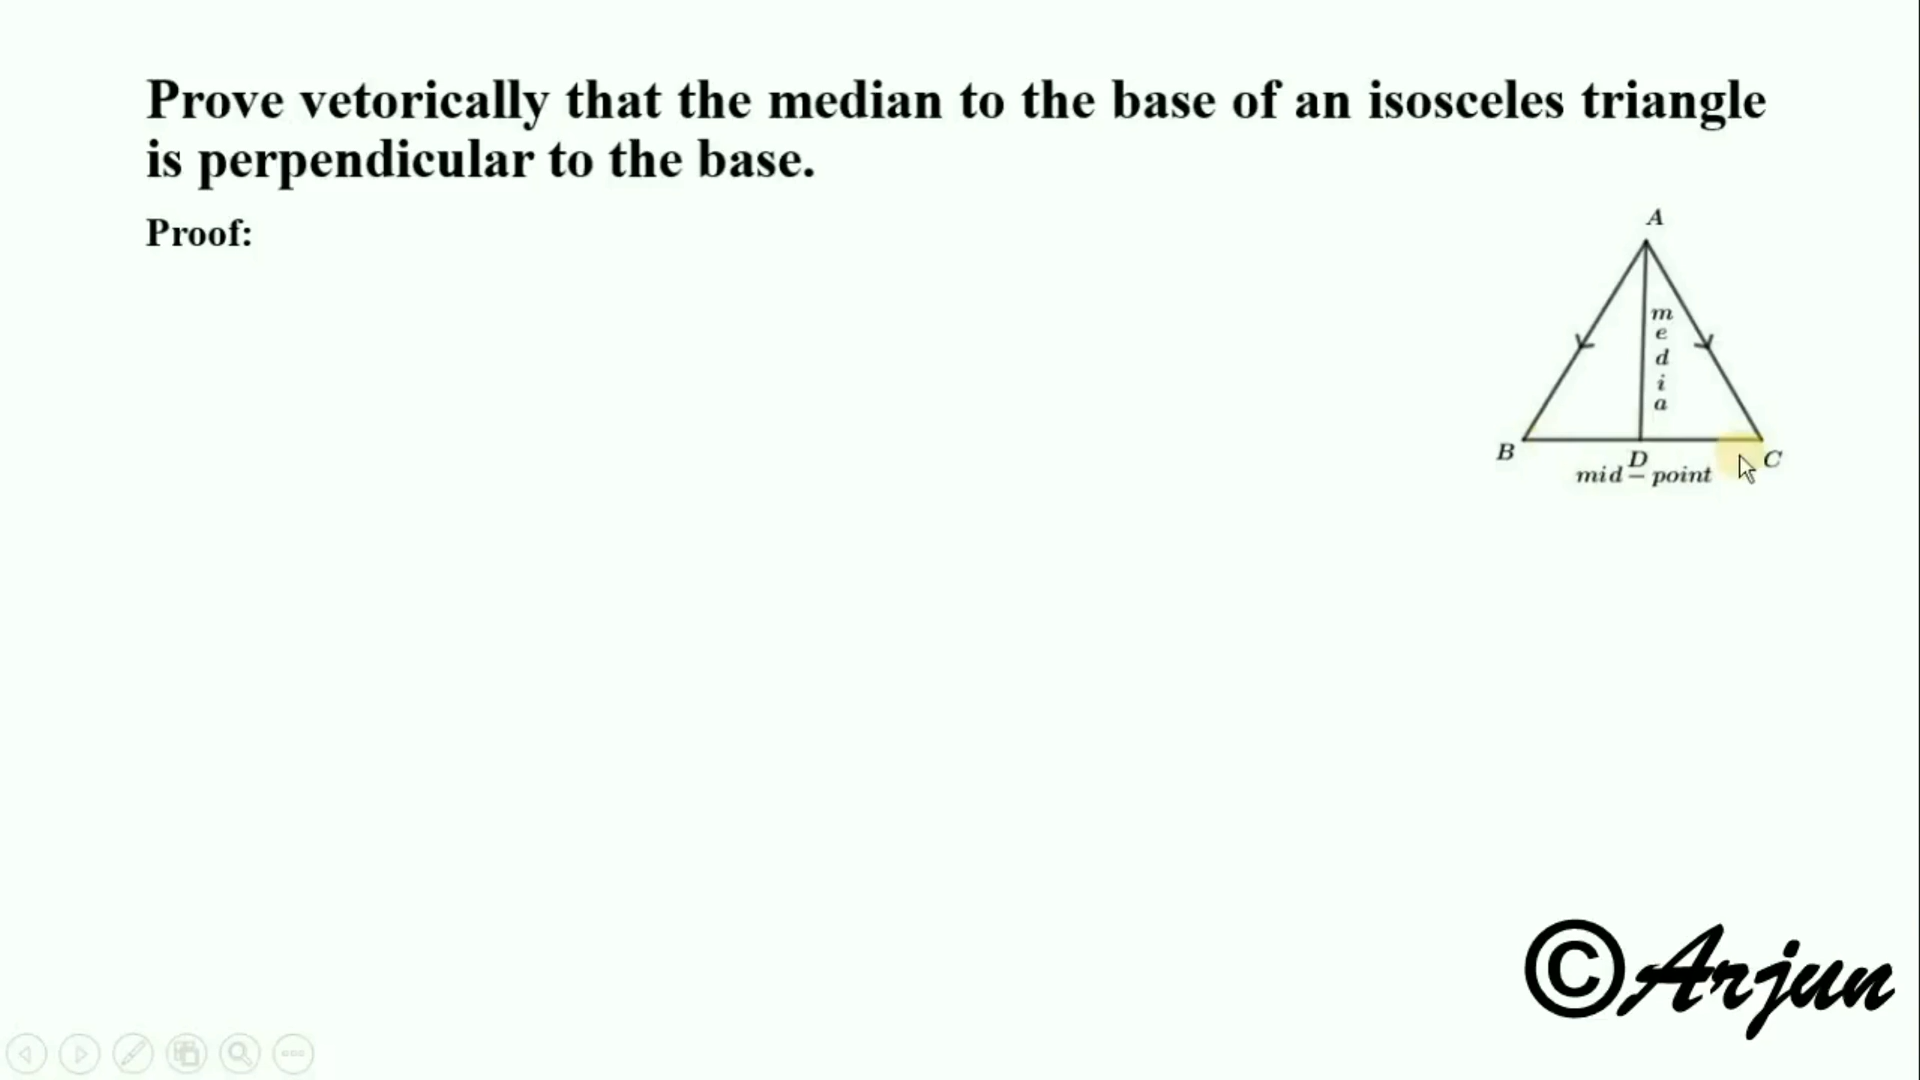 Prove vetorically that the median to the base of an isosceles triangle
is perpendicular to the base.
Proof:
A
m
e
d
i
a
B
D
C
mid – point
©Arjun